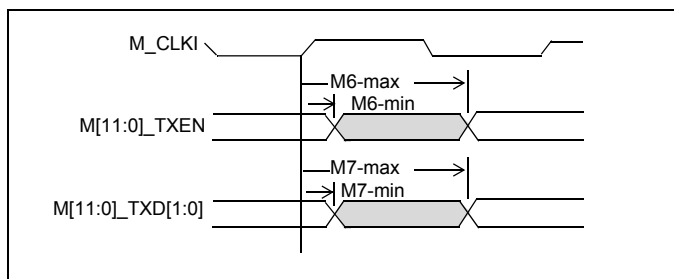 M_CLKI
M6-max
M6-min
M[11:0]_TXEN
M7-max
M7-min
M[11:0]_TXD[1:0]